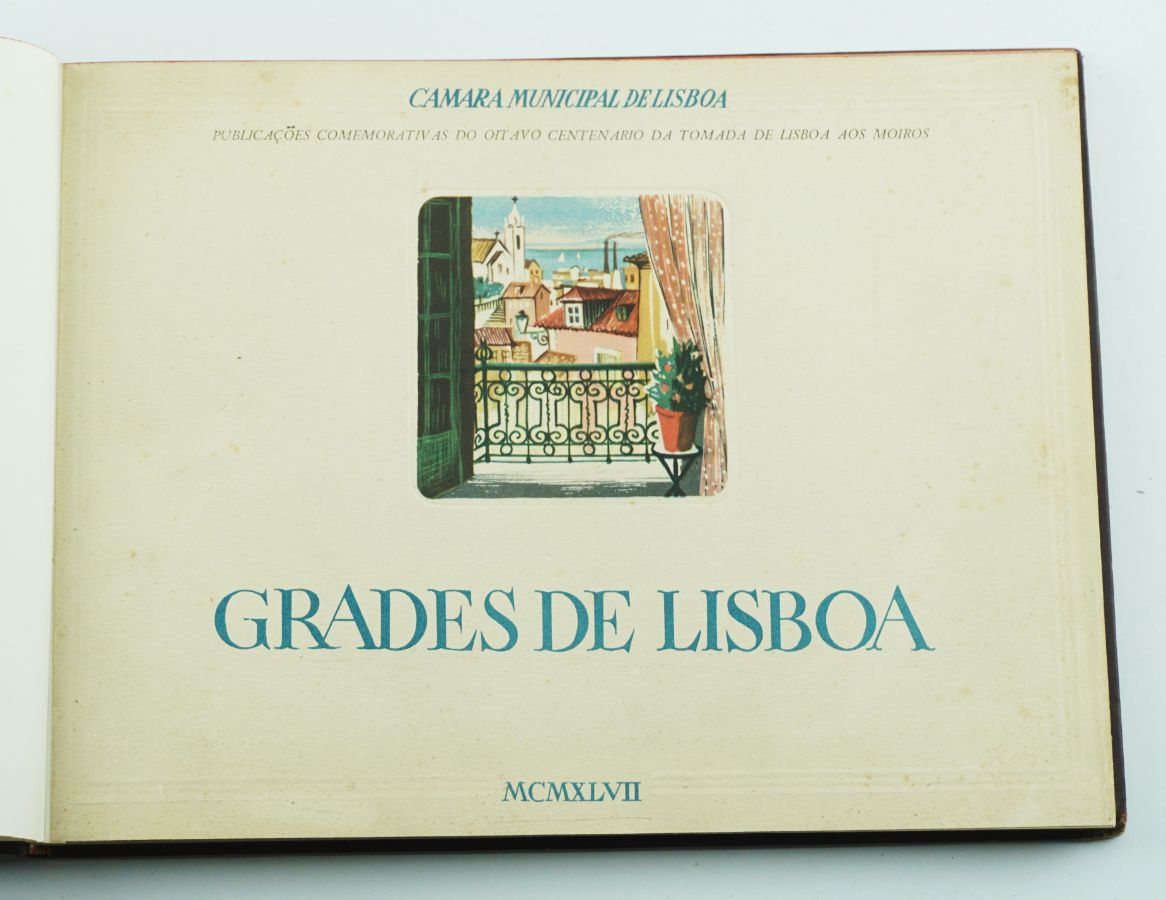 CAMARA MUNICIPAL DE LISBOA
PUBLICAÇÕES COMEMORATIVAS DO OITAVO CENTENARIO DA TOMADA DE LISBOA AOS MOIROS
GRADES DE LISBOA
MCMXLVII